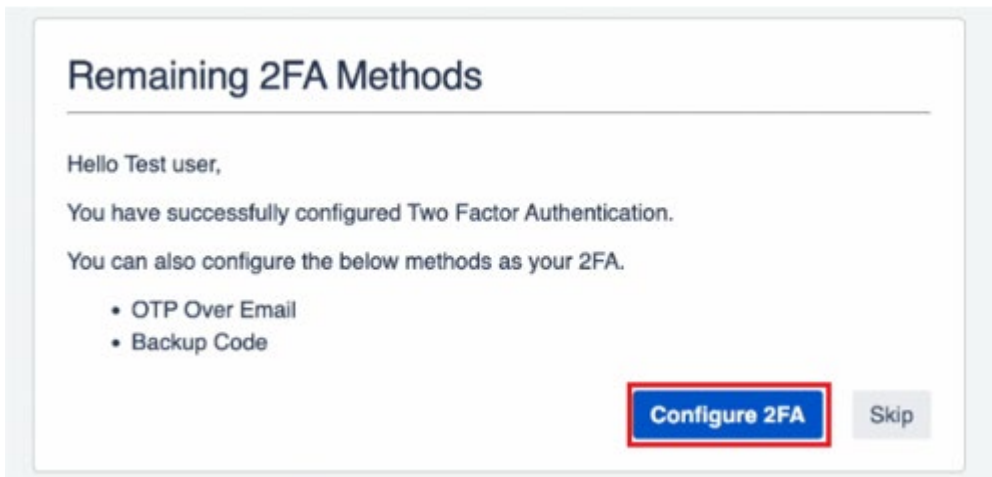 Remaining 2FA Methods
Hello Test user,
You have successfully configured Two Factor Authentication.
You can also configure the below methods as your 2FA.
• OTP Over Email
• Backup Code
Configure 2FA Skip